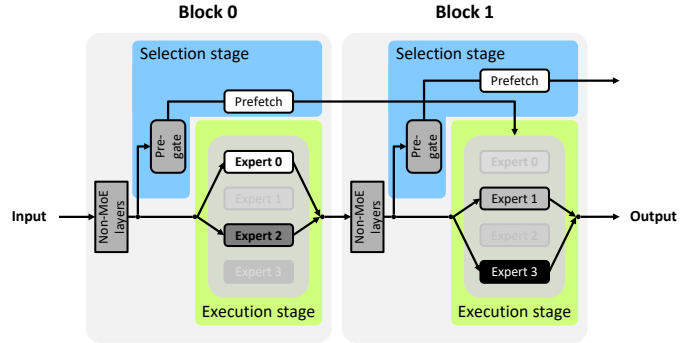 Block 0
Block 1
Selection stage
Selection stage
Prefetch
Prefetch
Pre-
gate
Pre-
gate
Expert 0
Expert 1
Expert 2
Expert 3
Expert 0
Expert 1
Expert 2
Expert 3
Input
Non-MoE
layers
Non-MoE
layers
Output
Execution stage
Execution stage